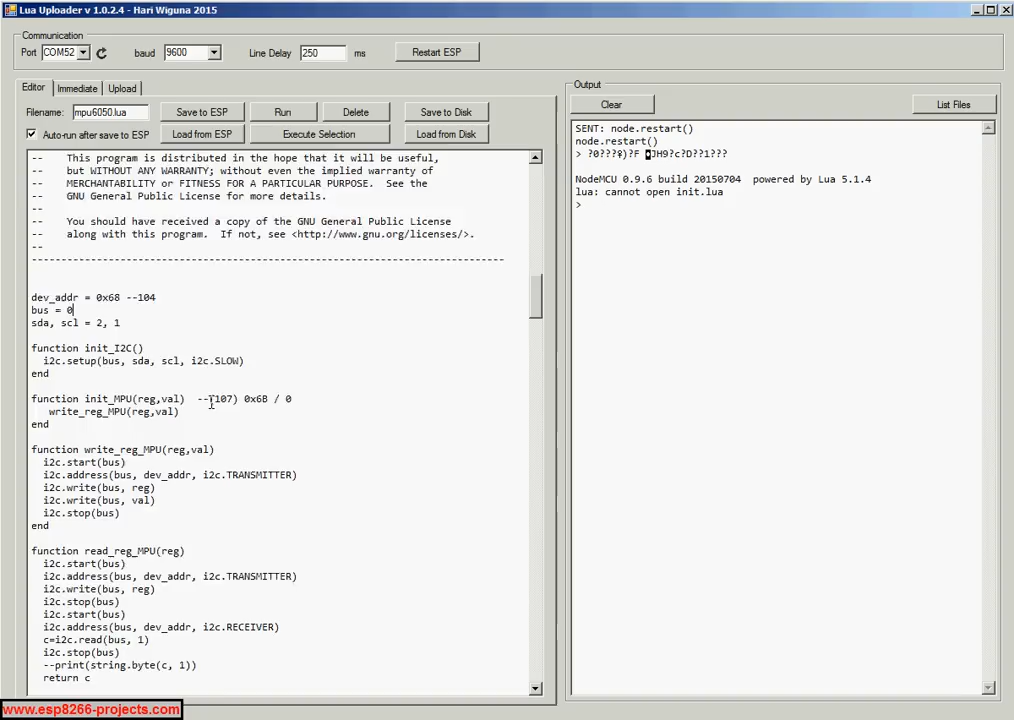 Lua Uploader v 1.0.2.4 - Hari Wiguna 2015
Communication
Port COM52 baud 9600 Line Delay 250 ms Restart ESP
Editor Immediate Upload
Filename: mpu6050.lua Save to ESP Run Delete Save to Disk
Auto-run after save to ESP Load from ESP Execute Selection Load from Disk
--    This program is distributed in the hope that it will be useful,
--    but WITHOUT ANY WARRANTY; without even the implied warranty of
--    MERCHANTABILITY or FITNESS FOR A PARTICULAR PURPOSE.  See the
--    GNU General Public License for more details.
--
--    You should have received a copy of the GNU General Public License
--    along with this program.  If not, see <http://www.gnu.org/licenses/>.
--
--------------------------------------------------------------------------------
dev_addr = 0x68 --104
bus = 0
sda, scl = 2, 1
function init_I2C()
  i2c.setup(bus, sda, scl, i2c.SLOW)
end
function init_MPU(reg,val)  --(107) 0x6B / 0
   write_reg_MPU(reg,val)
end
function write_reg_MPU(reg,val)
  i2c.start(bus)
  i2c.address(bus, dev_addr, i2c.TRANSMITTER)
  i2c.write(bus, reg)
  i2c.write(bus, val)
  i2c.stop(bus)
end
function read_reg_MPU(reg)
  i2c.start(bus)
  i2c.address(bus, dev_addr, i2c.TRANSMITTER)
  i2c.write(bus, reg)
  i2c.stop(bus)
  i2c.start(bus)
  i2c.address(bus, dev_addr, i2c.RECEIVER)
  c=i2c.read(bus, 1)
  i2c.stop(bus)
  --print(string.byte(c, 1))
  return c
Output
Clear List Files
SENT: node.restart()
node.restart()
>
NodeMCU 0.9.6 build 20150704  powered by Lua 5.1.4
lua: cannot open init.lua
>
www.esp8266-projects.com